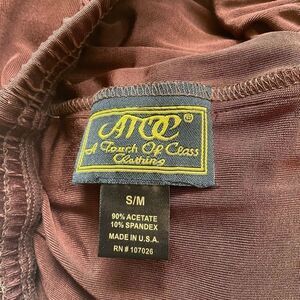 ATOC®
A Touch Of Class
Clothing
S/M
90% ACETATE
10% SPANDEX
MADE IN U.S.A.
RN # 107026